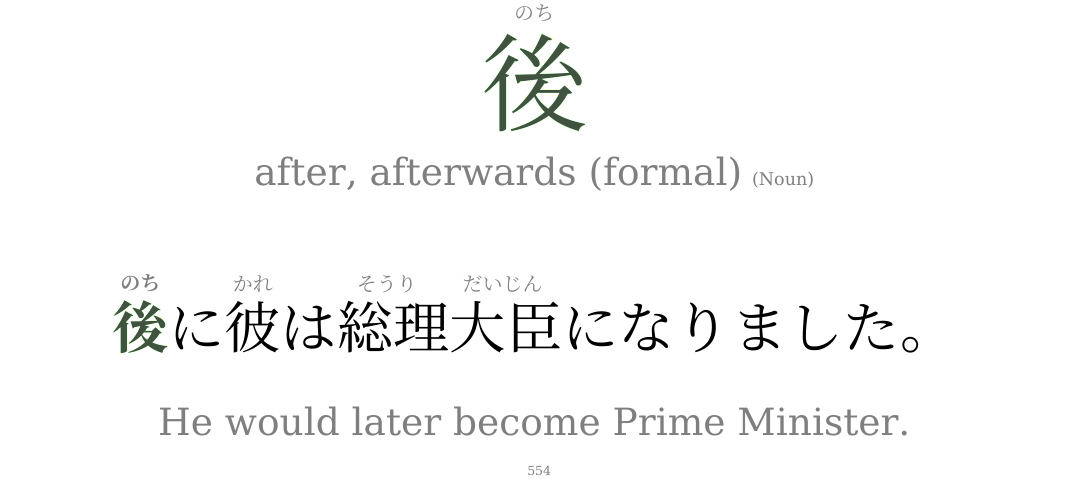 のち
後
after, afterwards (formal) (Noun)
のち かれ そうり だいじん
後に彼は総理大臣になりました。
He would later become Prime Minister.
554